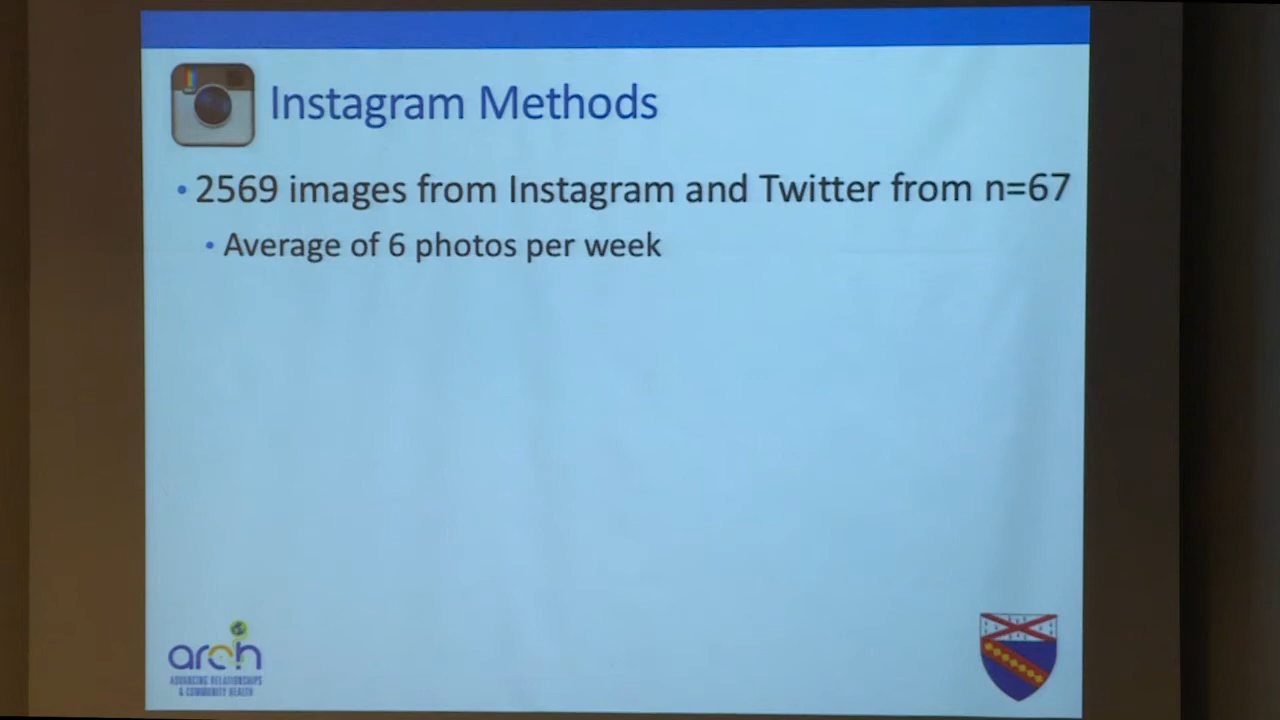 Instagram Methods
• 2569 images from Instagram and Twitter from n=67
• Average of 6 photos per week
arch
ADVANCING RELATIONSHIPS
& COMMUNITY HEALTH